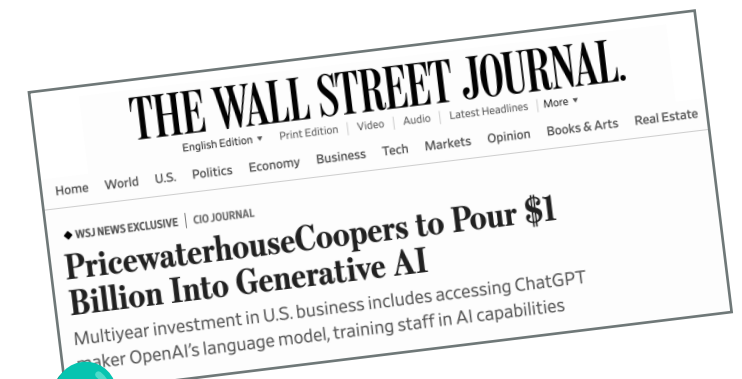 THE WALL STREET JOURNAL.
English Edition ▼ Print Edition | Video | Audio | Latest Headlines | More ▼
Home World U.S. Politics Economy Business Tech Markets Opinion Books & Arts Real Estate
◆ WSJ NEWS EXCLUSIVE | CIO JOURNAL
PricewaterhouseCoopers to Pour $1
Billion Into Generative AI
Multiyear investment in U.S. business includes accessing ChatGPT
maker OpenAI's language model, training staff in AI capabilities